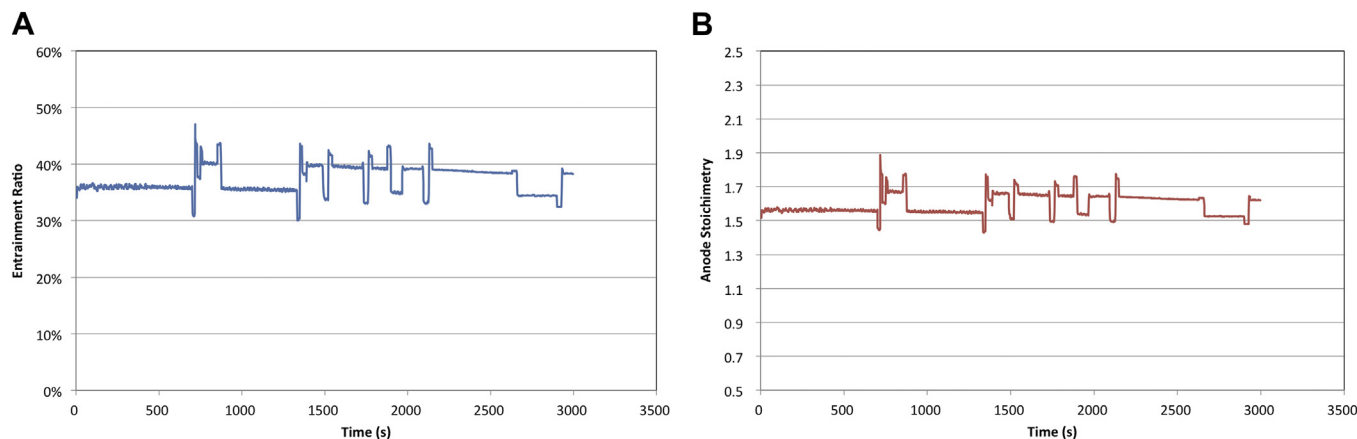 A
60%
50%
40%
30%
20%
10%
0%
Entrainment Ratio
0 500 1000 1500 2000 2500 3000 3500
Time (s)
B
2.5
2.3
2.1
1.9
1.7
1.5
1.3
1.1
0.9
0.7
0.5
Anode Stoichimetry
0 500 1000 1500 2000 2500 3000 3500
Time (s)